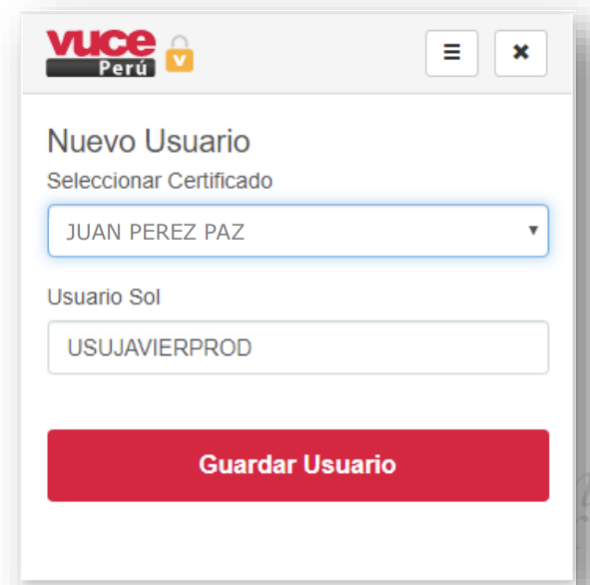 vuce
Perú
V
Nuevo Usuario
Seleccionar Certificado
JUAN PEREZ PAZ
Usuario Sol
USUJAVIERPROD
Guardar Usuario